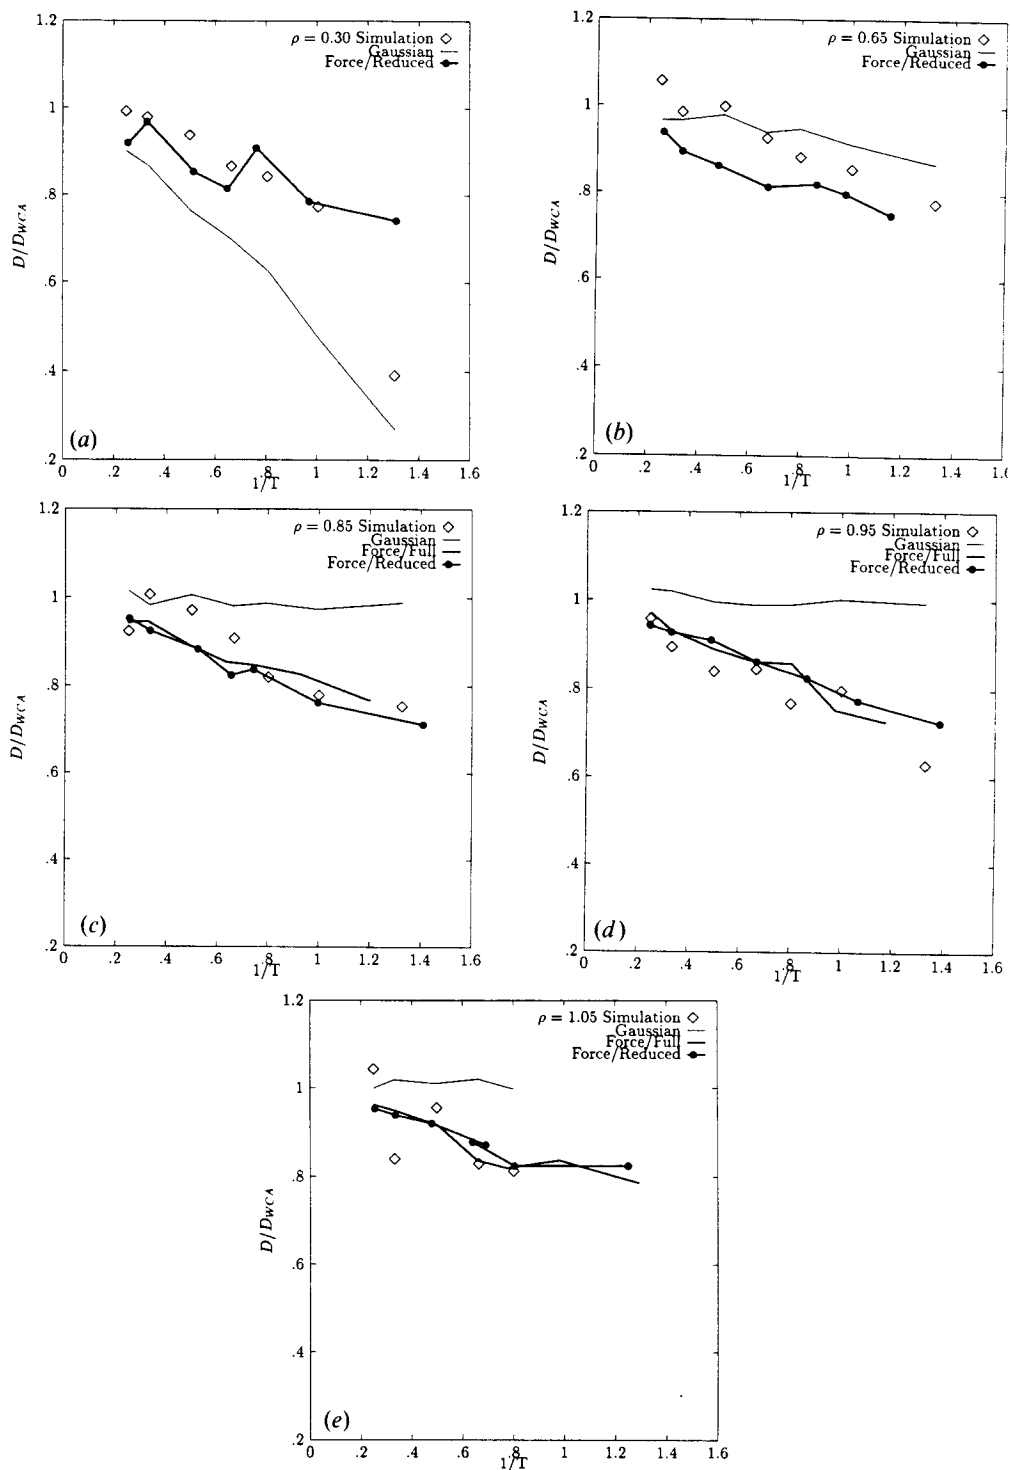 1.2
1
.8
.6
.4
.2
D/D_WCA
ρ = 0.30 Simulation
Gaussian
Force/Reduced
(a)
0 .2 .4 .6 .8 1 1.2 1.4 1.6
1/T
1.2
1
.8
.6
.4
.2
D/D_WCA
ρ = 0.65 Simulation
Gaussian
Force/Reduced
(b)
0 .2 .4 .6 .8 1 1.2 1.4 1.6
1/T
1.2
1
.8
.6
.4
.2
D/D_WCA
ρ = 0.85 Simulation
Gaussian
Force/Full
Force/Reduced
(c)
0 .2 .4 .6 .8 1 1.2 1.4 1.6
1/T
1.2
1
.8
.6
.4
.2
D/D_WCA
ρ = 0.95 Simulation
Gaussian
Force/Full
Force/Reduced
(d)
0 .2 .4 .6 .8 1 1.2 1.4 1.6
1/T
1.2
1
.8
.6
.4
.2
D/D_WCA
ρ = 1.05 Simulation
Gaussian
Force/Full
Force/Reduced
(e)
0 .2 .4 .6 .8 1 1.2 1.4 1.6
1/T